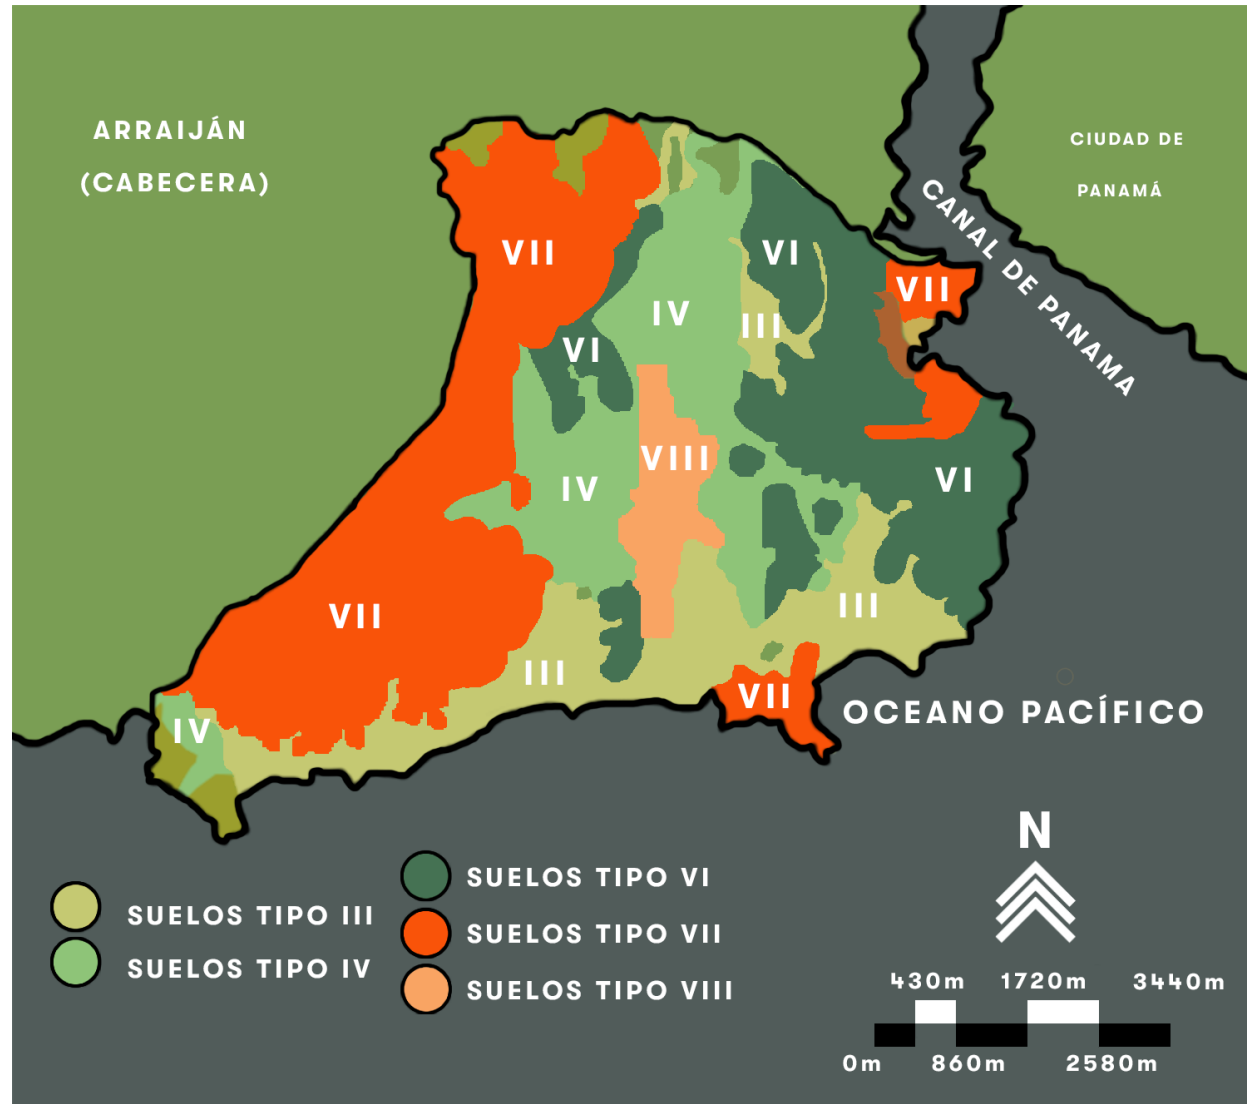 ARRAIJÁN
(CABECERA)
CIUDAD DE
PANAMÁ
CANAL DE PANAMA
VII
VI
VII
IV
III
VI
VIII
IV
VI
VII
III
III
VII
IV
OCEANO PACÍFICO
N
SUELOS TIPO III
SUELOS TIPO IV
SUELOS TIPO VI
SUELOS TIPO VII
SUELOS TIPO VIII
430m 1720m 3440m
0m 860m 2580m